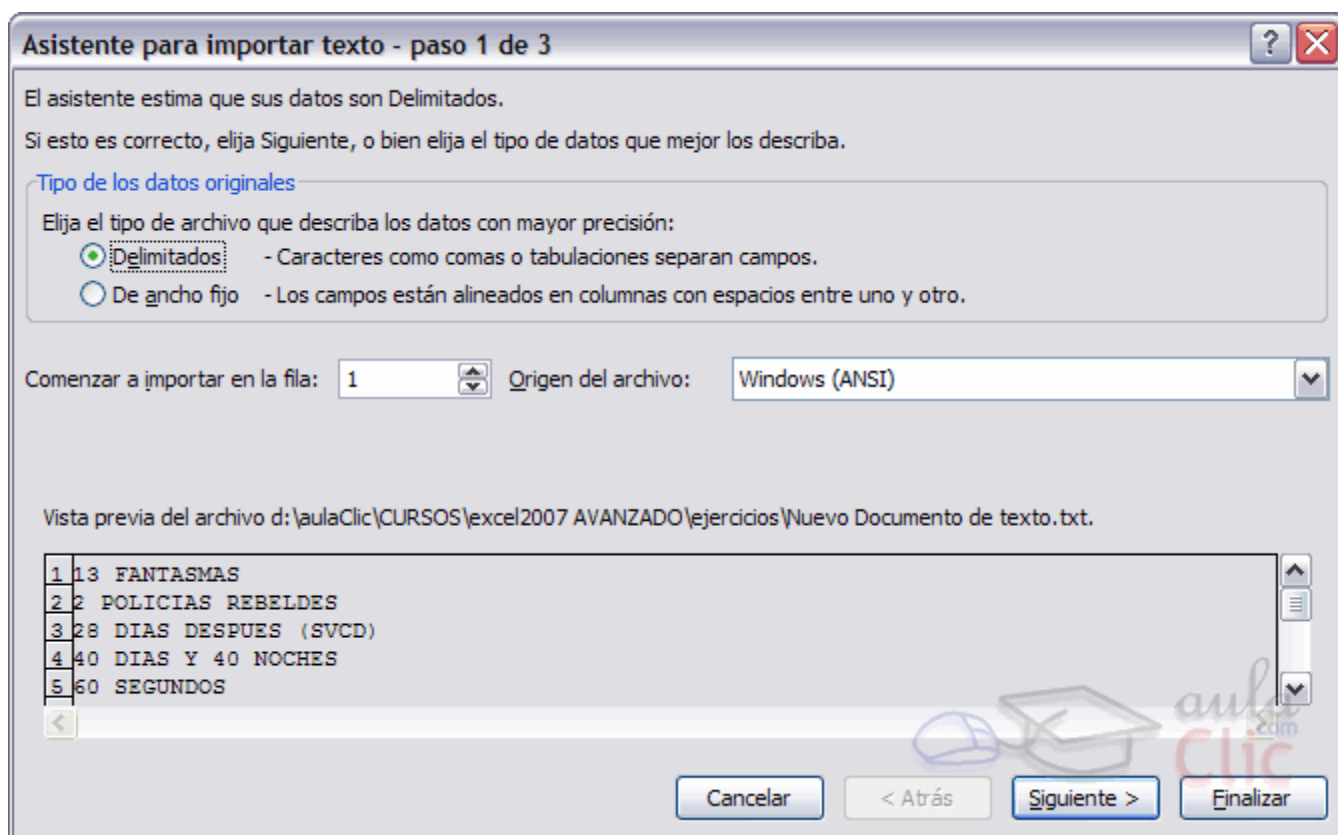 Asistente para importar texto - paso 1 de 3
?
El asistente estima que sus datos son Delimitados.
Si esto es correcto, elija Siguiente, o bien elija el tipo de datos que mejor los describa.
Tipo de los datos originales
Elija el tipo de archivo que describa los datos con mayor precisión:
Delimitados - Caracteres como comas o tabulaciones separan campos.
De ancho fijo - Los campos están alineados en columnas con espacios entre uno y otro.
Comenzar a importar en la fila: 1 Origen del archivo: Windows (ANSI)
Vista previa del archivo d:\aulaClic\CURSOS\excel2007 AVANZADO\ejercicios\Nuevo Documento de texto.txt.
1 13 FANTASMAS
2 2 POLICIAS REBELDES
3 28 DIAS DESPUES (SVCD)
4 40 DIAS Y 40 NOCHES
5 60 SEGUNDOS
aula
.com
Clic
Cancelar < Atrás Siguiente > Finalizar